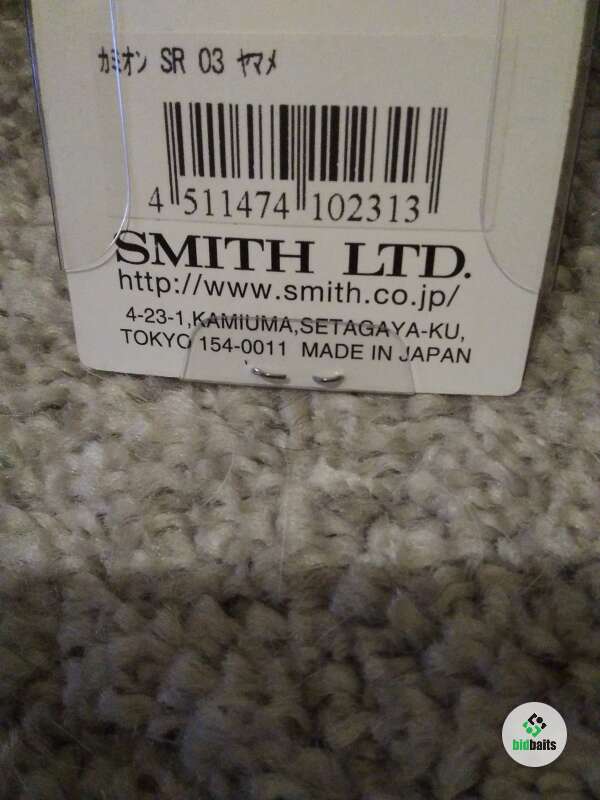 カミオン SR 03 ヤマメ
4 511474 102313
SMITH LTD.
http://www.smith.co.jp/
4-23-1,KAMIUMA,SETAGAYA-KU,
TOKYO 154-0011 MADE IN JAPAN
bidbaits